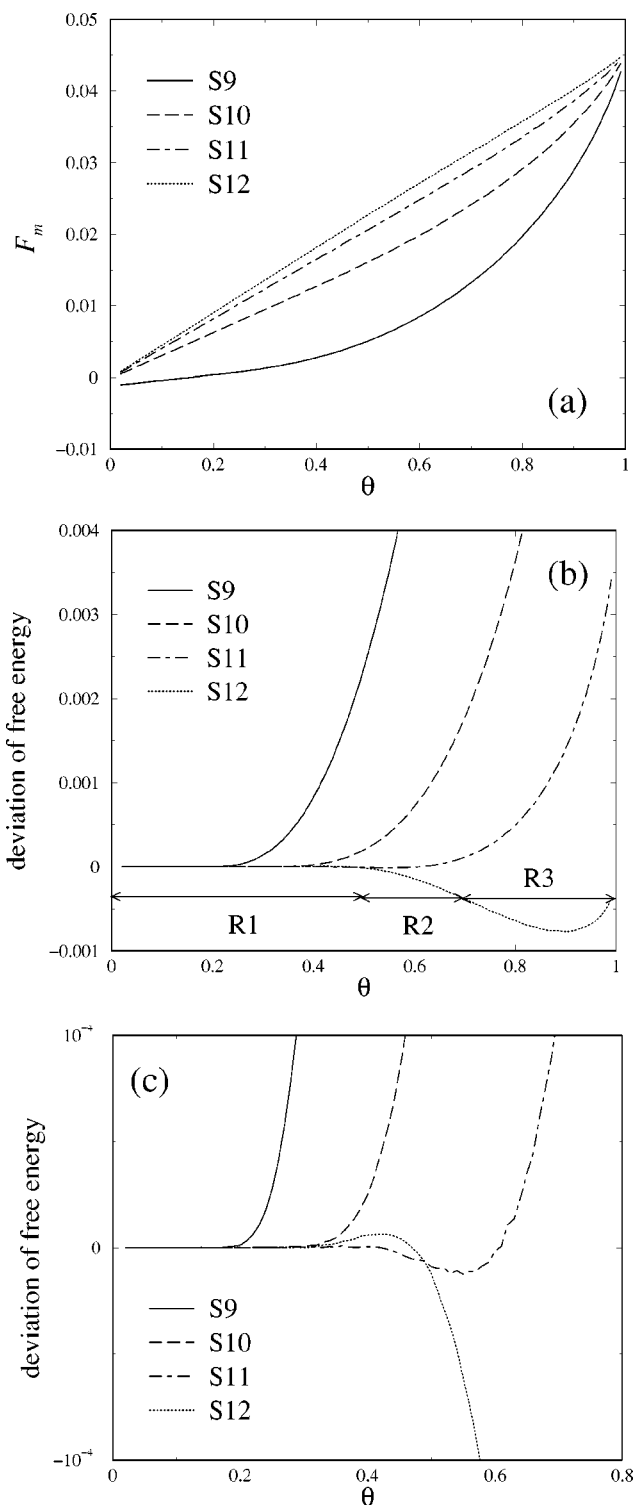 0.05
0.04
0.03
0.02
0.01
0
−0.01
F_m
S9
S10
S11
S12
(a)
0
0.2
0.4
0.6
0.8
1
θ
0.004
0.003
0.002
0.001
0
−0.001
deviation of free energy
S9
S10
S11
S12
(b)
R1
R2
R3
0
0.2
0.4
0.6
0.8
1
θ
10⁻⁴
0
-10⁻⁴
deviation of free energy
(c)
S9
S10
S11
S12
0
0.2
0.4
0.6
0.8
θ